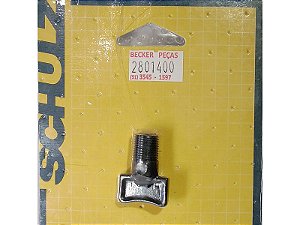 SCHULZ
BECKER PEÇAS
2801400
(51) 3545 - 1597